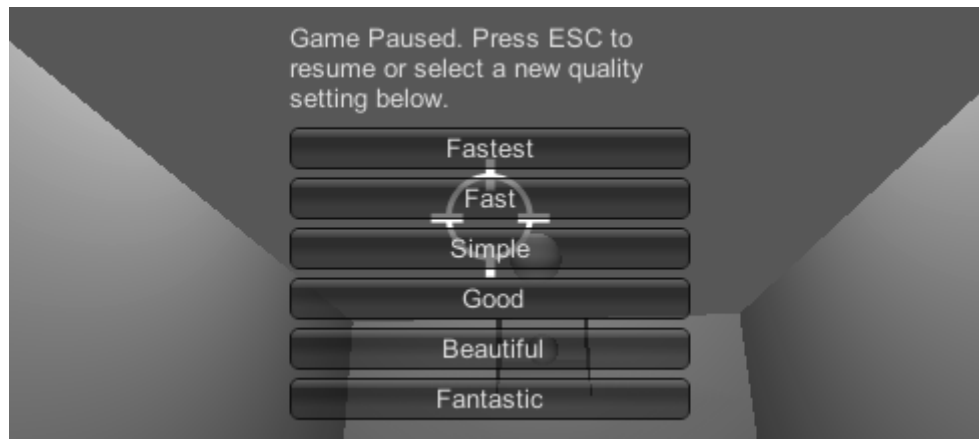 Game Paused. Press ESC to
resume or select a new quality
setting below.
Fastest
Fast
Simple
Good
Beautiful
Fantastic